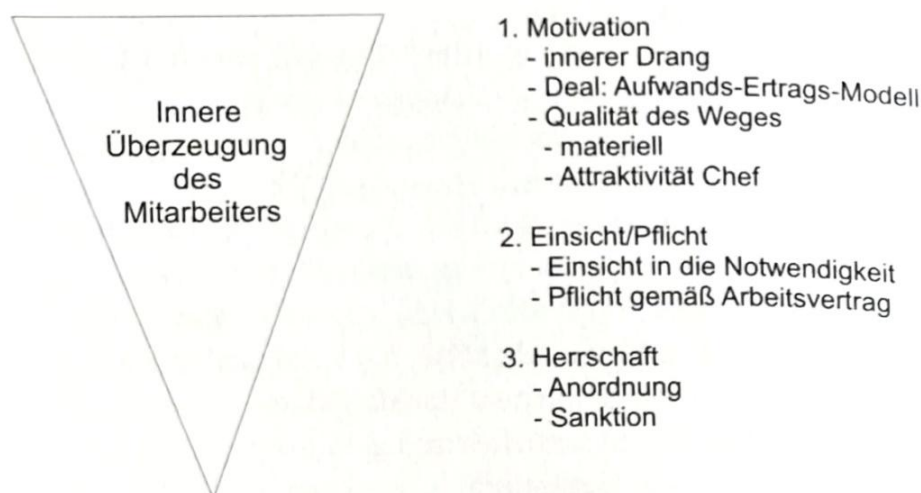 Innere
Überzeugung
des
Mitarbeiters
1. Motivation
- innerer Drang
- Deal: Aufwands-Ertrags-Modell
- Qualität des Weges
- materiell
- Attraktivität Chef
2. Einsicht/Pflicht
- Einsicht in die Notwendigkeit
- Pflicht gemäß Arbeitsvertrag
3. Herrschaft
- Anordnung
- Sanktion